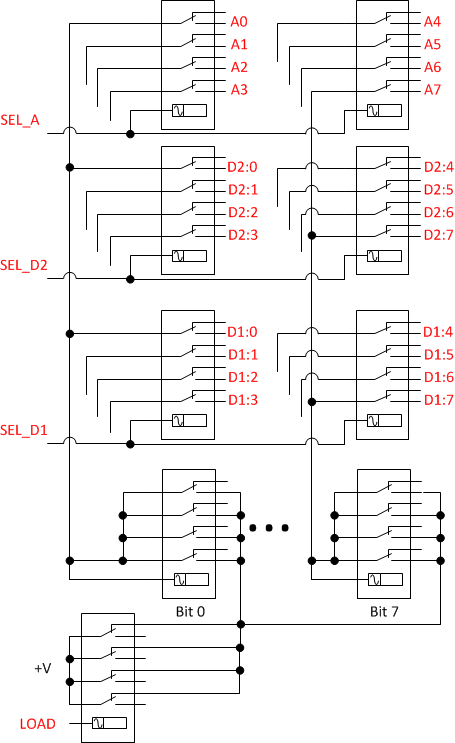 A0 A4
A1 A5
A2 A6
A3 A7
SEL_A
D2:0 D2:4
D2:1 D2:5
D2:2 D2:6
D2:3 D2:7
SEL_D2
D1:0 D1:4
D1:1 D1:5
D1:2 D1:6
D1:3 D1:7
SEL_D1
Bit 0 Bit 7
+V
LOAD